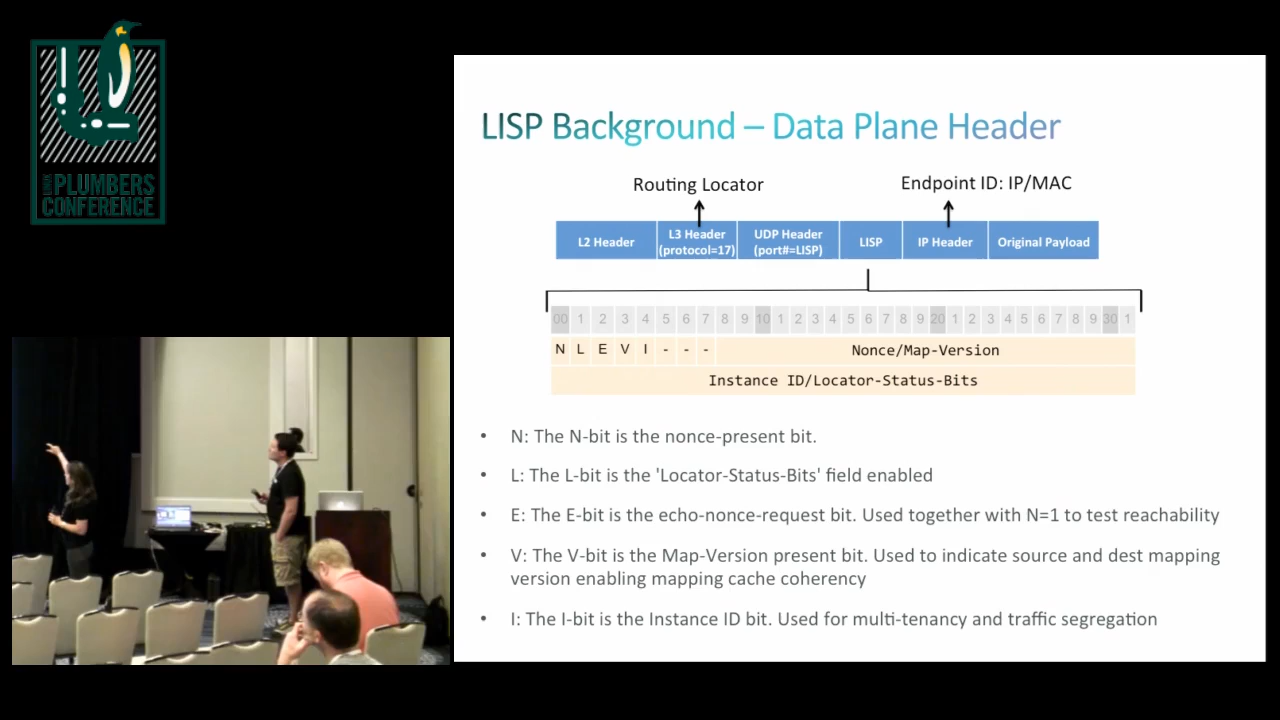 LINUX
PLUMBERS
CONFERENCE
LISP Background – Data Plane Header
Routing Locator
Endpoint ID: IP/MAC
L2 Header
L3 Header
(protocol=17)
UDP Header
(port#=LISP)
LISP
IP Header
Original Payload
00 1 2 3 4 5 6 7 8 9 10 1 2 3 4 5 6 7 8 9 20 1 2 3 4 5 6 7 8 9 30 1
N L E V I - - - Nonce/Map-Version
Instance ID/Locator-Status-Bits
• N: The N-bit is the nonce-present bit.
• L: The L-bit is the 'Locator-Status-Bits' field enabled
• E: The E-bit is the echo-nonce-request bit. Used together with N=1 to test reachability
• V: The V-bit is the Map-Version present bit. Used to indicate source and dest mapping
version enabling mapping cache coherency
• I: The I-bit is the Instance ID bit. Used for multi-tenancy and traffic segregation